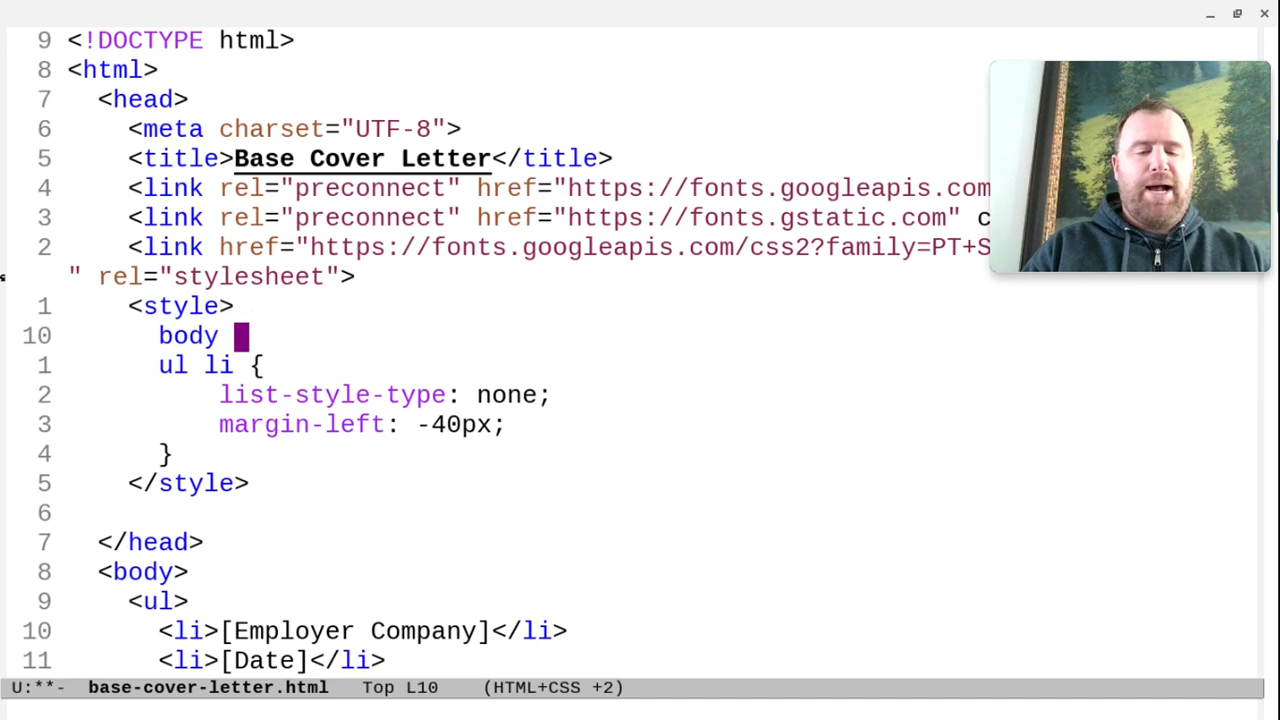 9 <!DOCTYPE html>
8 <html>
7 <head>
6 <meta charset="UTF-8">
5 <title>Base Cover Letter</title>
4 <link rel="preconnect" href="https://fonts.googleapis.com
3 <link rel="preconnect" href="https://fonts.gstatic.com" c
2 <link href="https://fonts.googleapis.com/css2?family=PT+S
" rel="stylesheet">
1 <style>
10 body
1 ul li {
2 list-style-type: none;
3 margin-left: -40px;
4 }
5 </style>
6
7 </head>
8 <body>
9 <ul>
10 <li>[Employer Company]</li>
11 <li>[Date]</li>
U:**- base-cover-letter.html Top L10 (HTML+CSS +2)